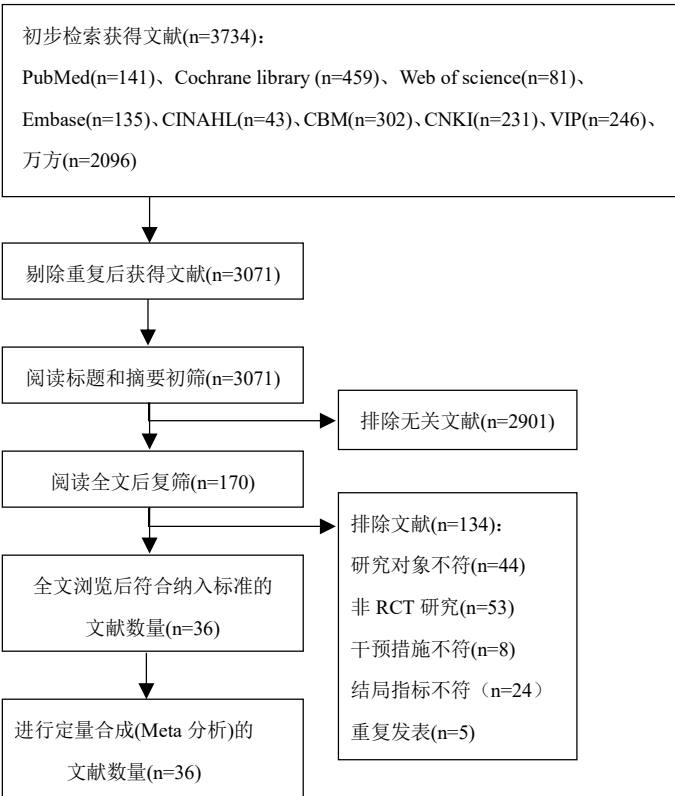 初步检索获得文献(n=3734)：
PubMed(n=141)、Cochrane library (n=459)、Web of science(n=81)、
Embase(n=135)、CINAHL(n=43)、CBM(n=302)、CNKI(n=231)、VIP(n=246)、
万方(n=2096)
剔除重复后获得文献(n=3071)
阅读标题和摘要初筛(n=3071)
排除无关文献(n=2901)
阅读全文后复筛(n=170)
排除文献(n=134)：
研究对象不符(n=44)
非 RCT 研究(n=53)
干预措施不符(n=8)
结局指标不符（n=24）
重复发表(n=5)
全文浏览后符合纳入标准的
文献数量(n=36)
进行定量合成(Meta 分析)的
文献数量(n=36)